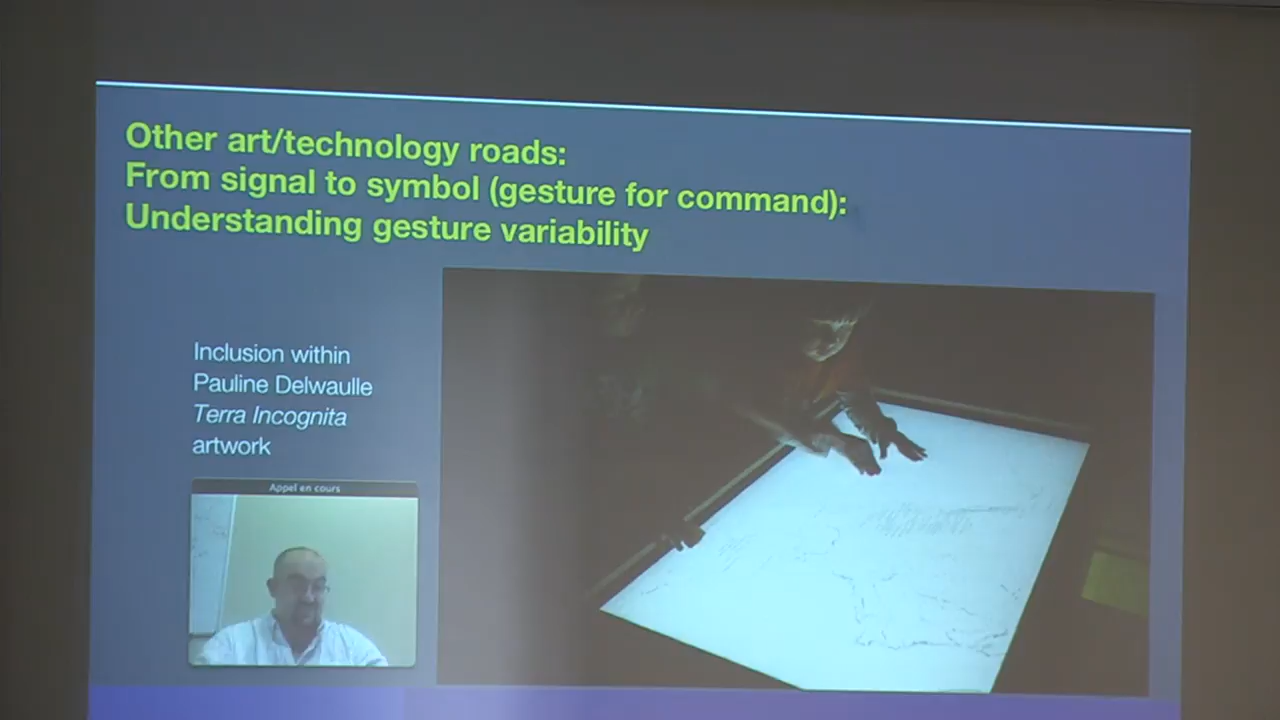 Other art/technology roads:
From signal to symbol (gesture for command):
Understanding gesture variability
Inclusion within
Pauline Delwaulle
Terra Incognita
artwork
Appel en cours